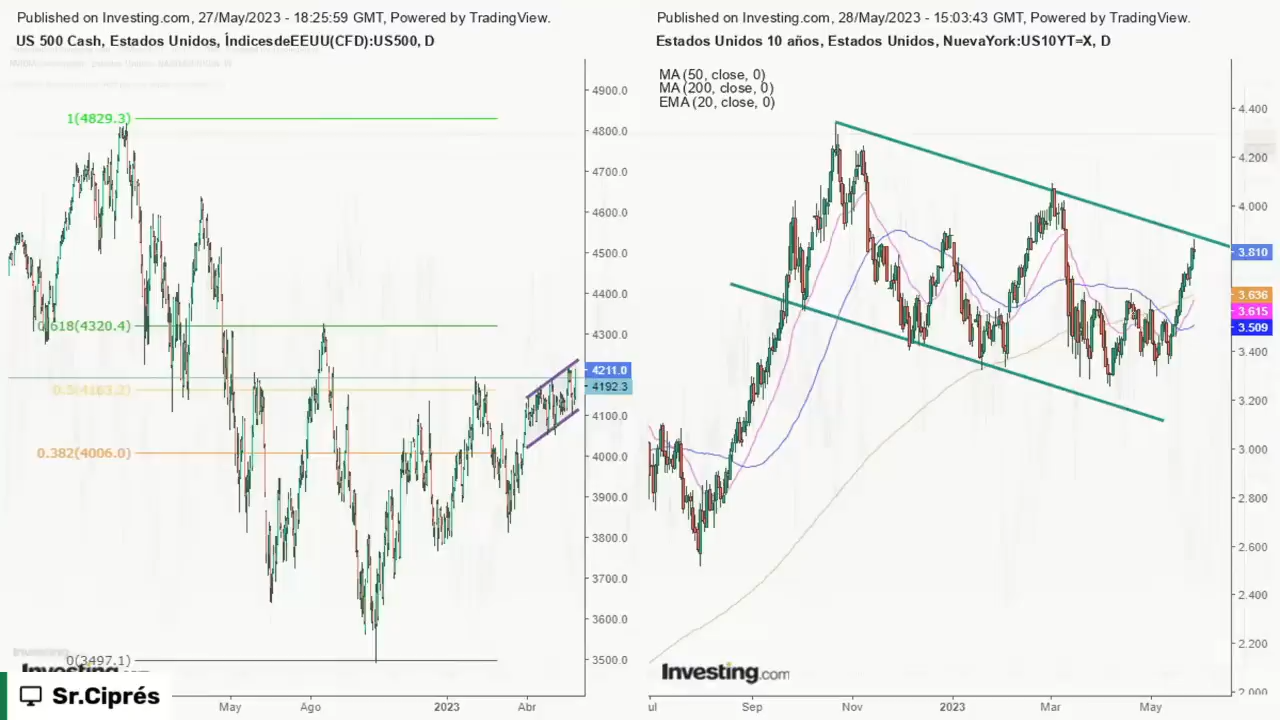 Published on Investing.com, 27/May/2023 - 18:25:59 GMT, Powered by TradingView.
US 500 Cash, Estados Unidos, ÍndicesdeEEUU(CFD):US500, D
1(4829.3)
0.618(4320.4)
0.5(4163.2)
0.382(4006.0)
0(3497.1)
4900.0
4800.0
4700.0
4600.0
4500.0
4400.0
4300.0
4211.0
4192.3
4100.0
4000.0
3900.0
3800.0
3700.0
3600.0
3500.0
May
Ago
2023
Abr
Investing
Sr.Ciprés
Published on Investing.com, 28/May/2023 - 15:03:43 GMT, Powered by TradingView.
Estados Unidos 10 años, Estados Unidos, NuevaYork:US10YT=X, D
MA (50, close, 0)
MA (200, close, 0)
EMA (20, close, 0)
4.400
4.200
4.000
3.810
3.636
3.615
3.509
3.400
3.200
3.000
2.800
2.600
2.400
2.200
2.000
Investing.com
ul
Sep
Nov
2023
Mar
May